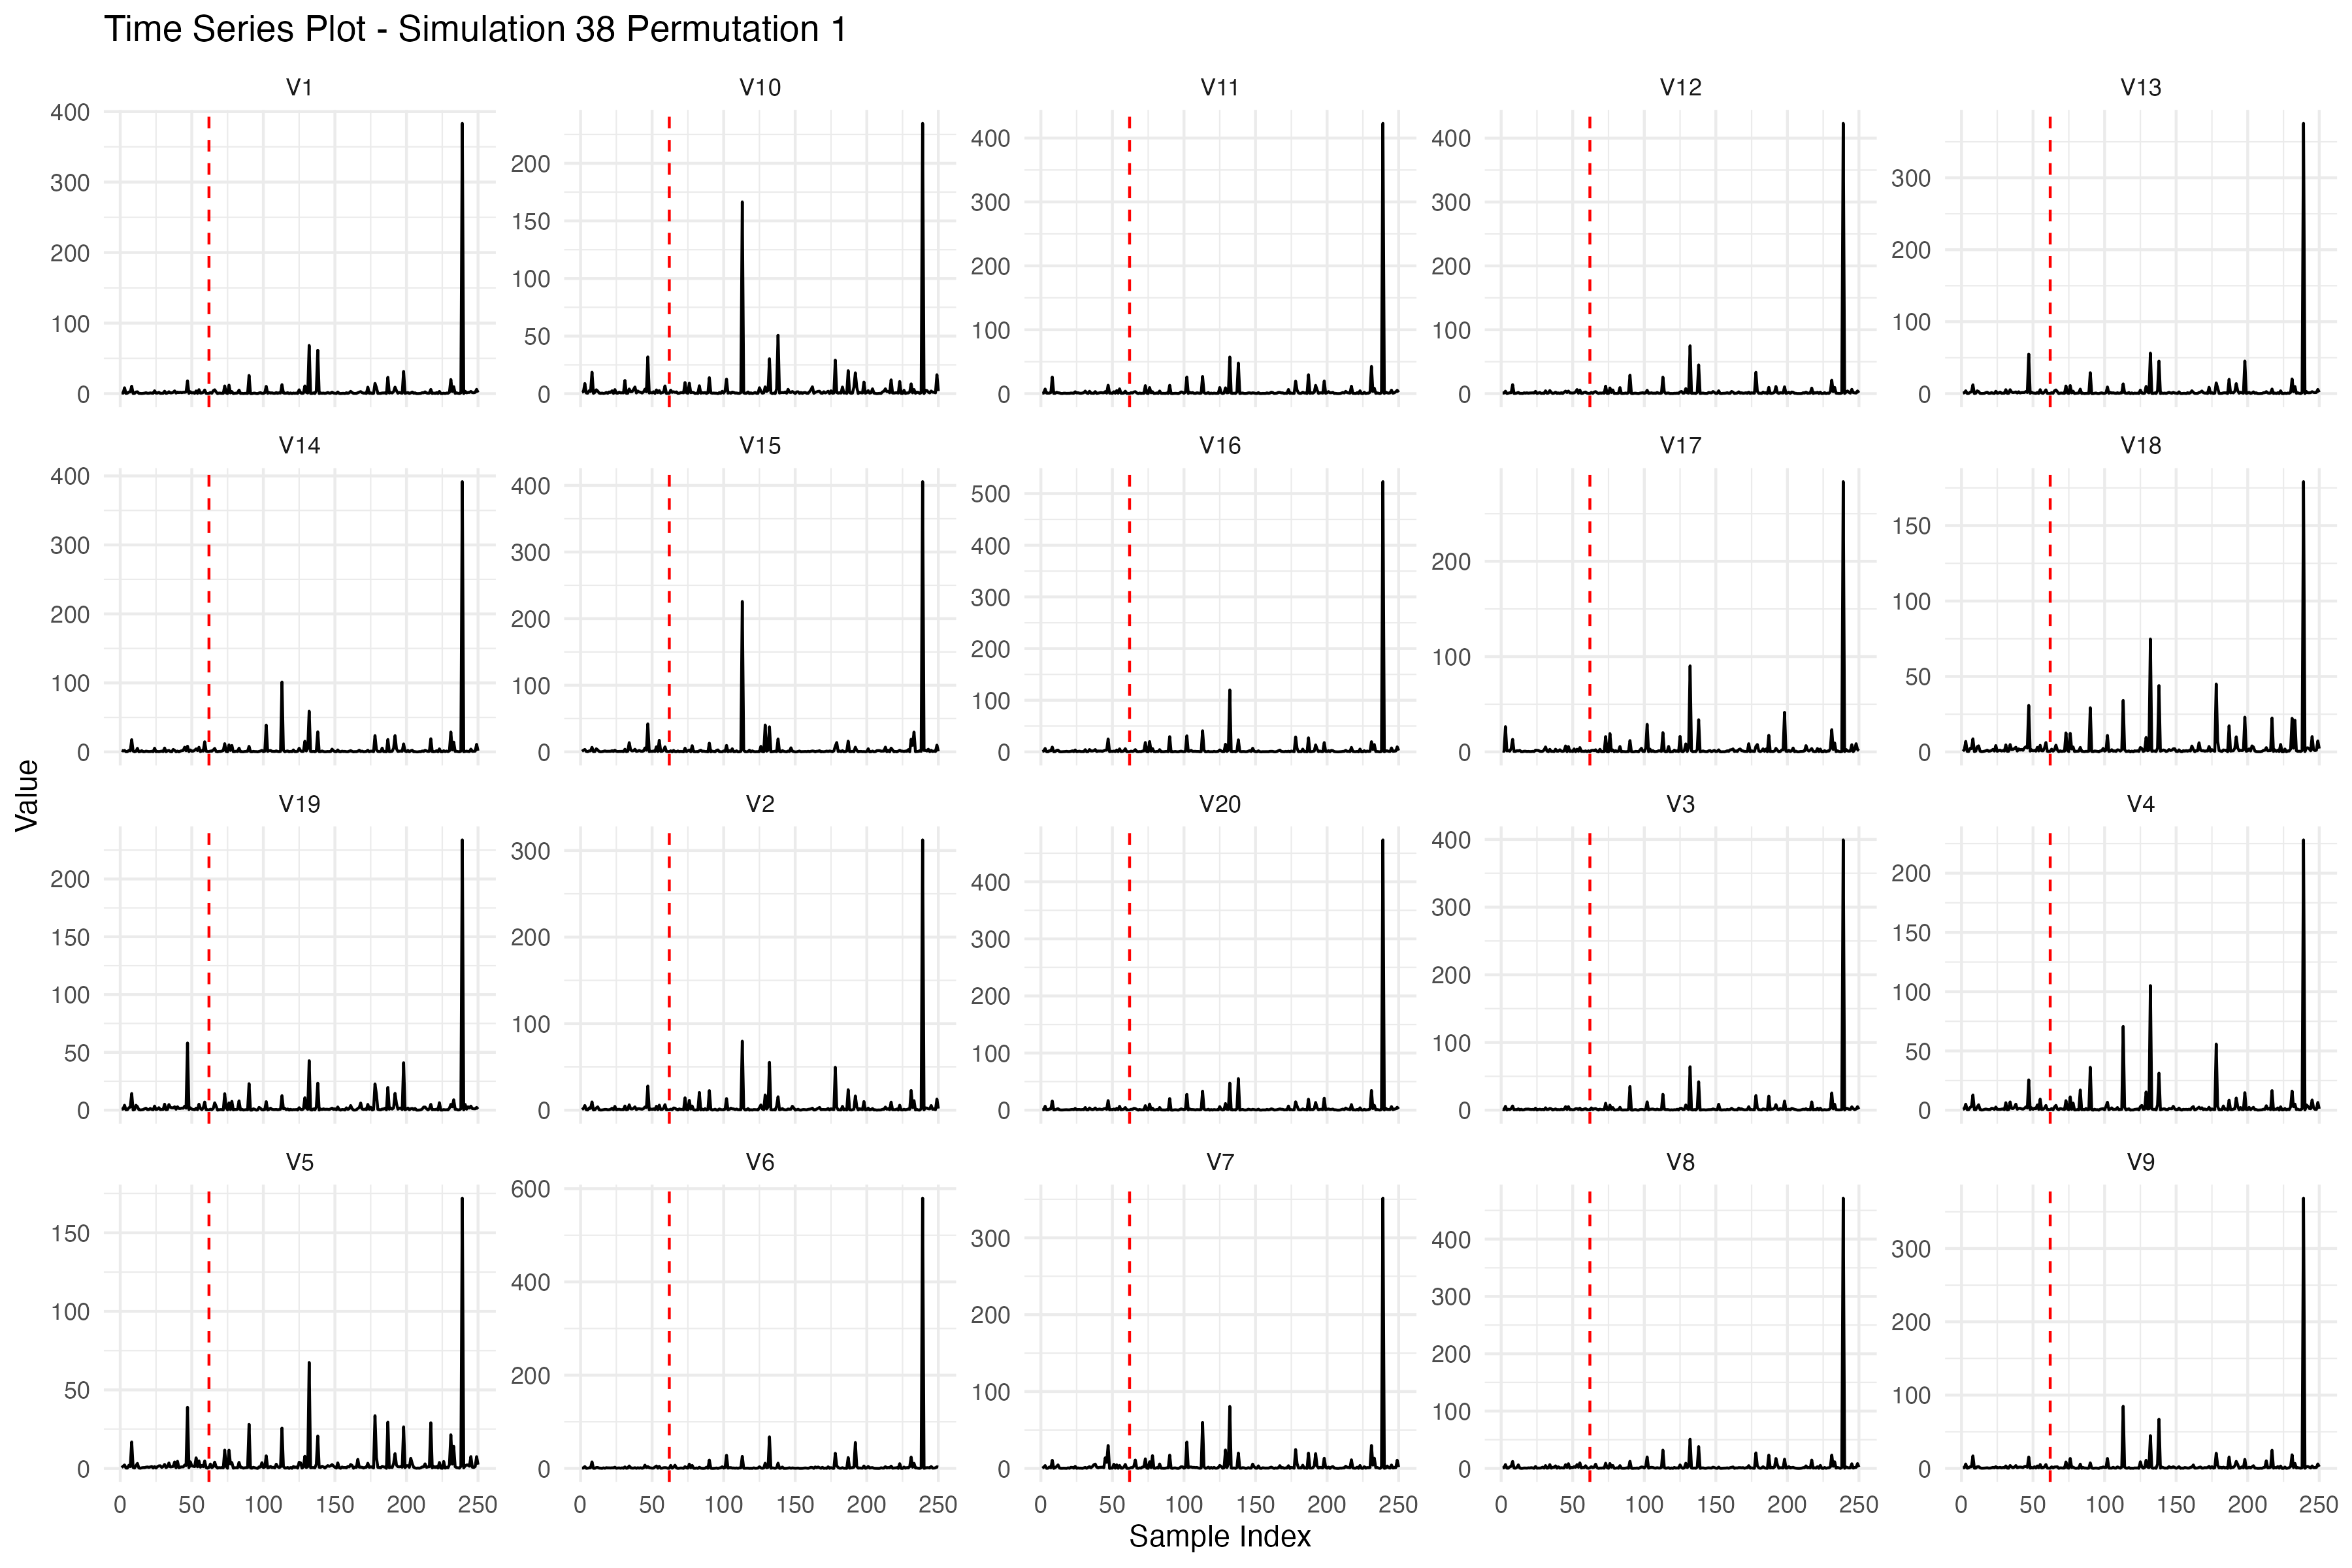 Time Series Plot - Simulation 38 Permutation 1
V1 V10 V11 V12 V13
400 300 200 100 0
200 150 100 50 0
400 300 200 100 0
400 300 200 100 0
300 200 100 0
V14 V15 V16 V17 V18
400 300 200 100 0
400 300 200 100 0
500 400 300 200 100 0
200 100 0
150 100 50 0
Value
V19 V2 V20 V3 V4
200 150 100 50 0
300 200 100 0
400 300 200 100 0
400 300 200 100 0
200 150 100 50 0
V5 V6 V7 V8 V9
150 100 50 0
600 400 200 0
300 200 100 0
400 300 200 100 0
300 200 100 0
0 50 100 150 200 250 0 50 100 150 200 250 0 50 100 150 200 250 0 50 100 150 200 250 0 50 100 150 200 250
Sample Index